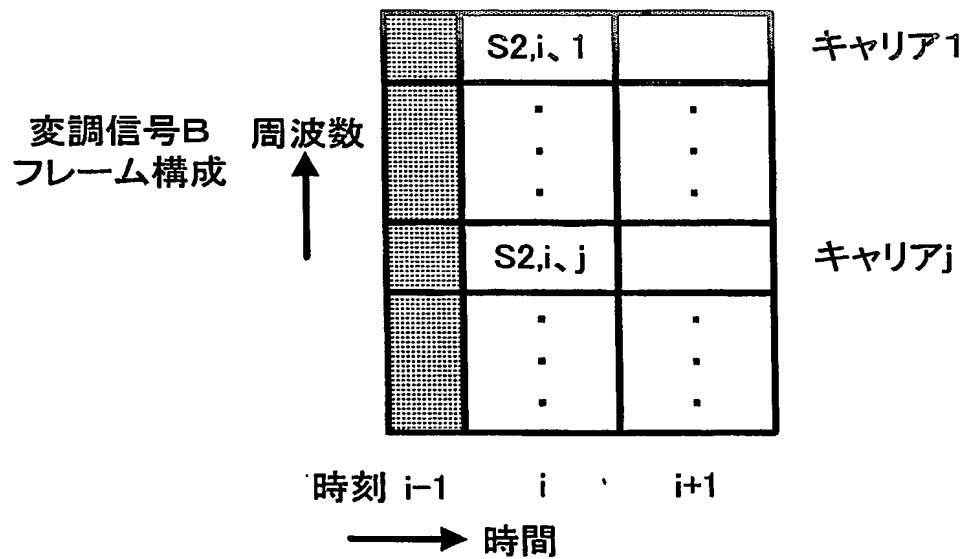 S2,i、1
キャリア1
変調信号B
フレーム構成
周波数
S2,i、j
キャリアj
時刻 i-1 i i+1
時間